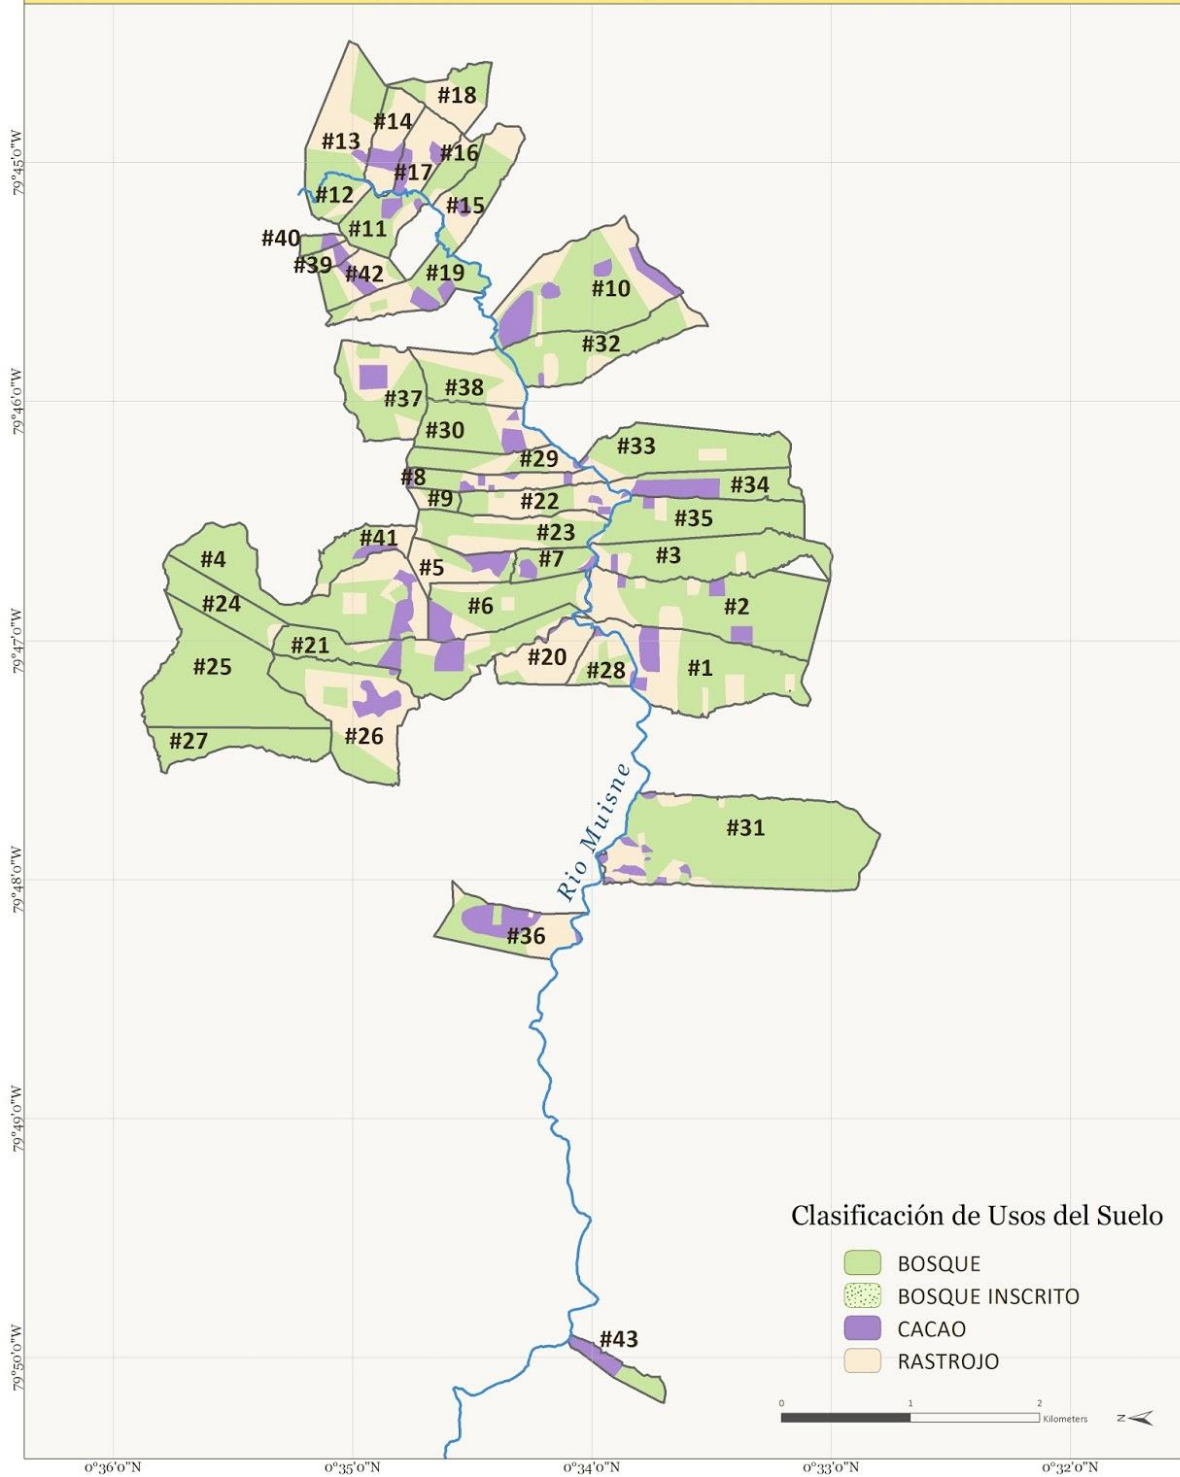 #18
#14
#13
#16
#17
#12
#15
#11
#40
#39
#42
#19
#10
#32
#38
#37
#30
#33
#29
#8
#34
#9
#22
#35
#23
#41
#3
#4
#7
#5
#24
#6
#2
#21
#20
#25
#28
#1
#26
#27
Rio Muisne
#31
#36
#43
79°45'0"W
79°46'0"W
79°47'0"W
79°48'0"W
79°49'0"W
79°50'0"W
Clasificación de Usos del Suelo
BOSQUE
BOSQUE INSCRITO
CACAO
RASTROJO
0 1 2
Kilometers
N
0°36'0"N 0°35'0"N 0°34'0"N 0°33'0"N 0°32'0"N